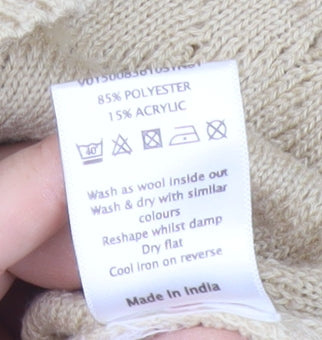 85% POLYESTER
15% ACRYLIC
40
Wash as wool inside out
Wash & dry with similar
colours
Reshape whilst damp
Dry flat
Cool iron on reverse
Made in India